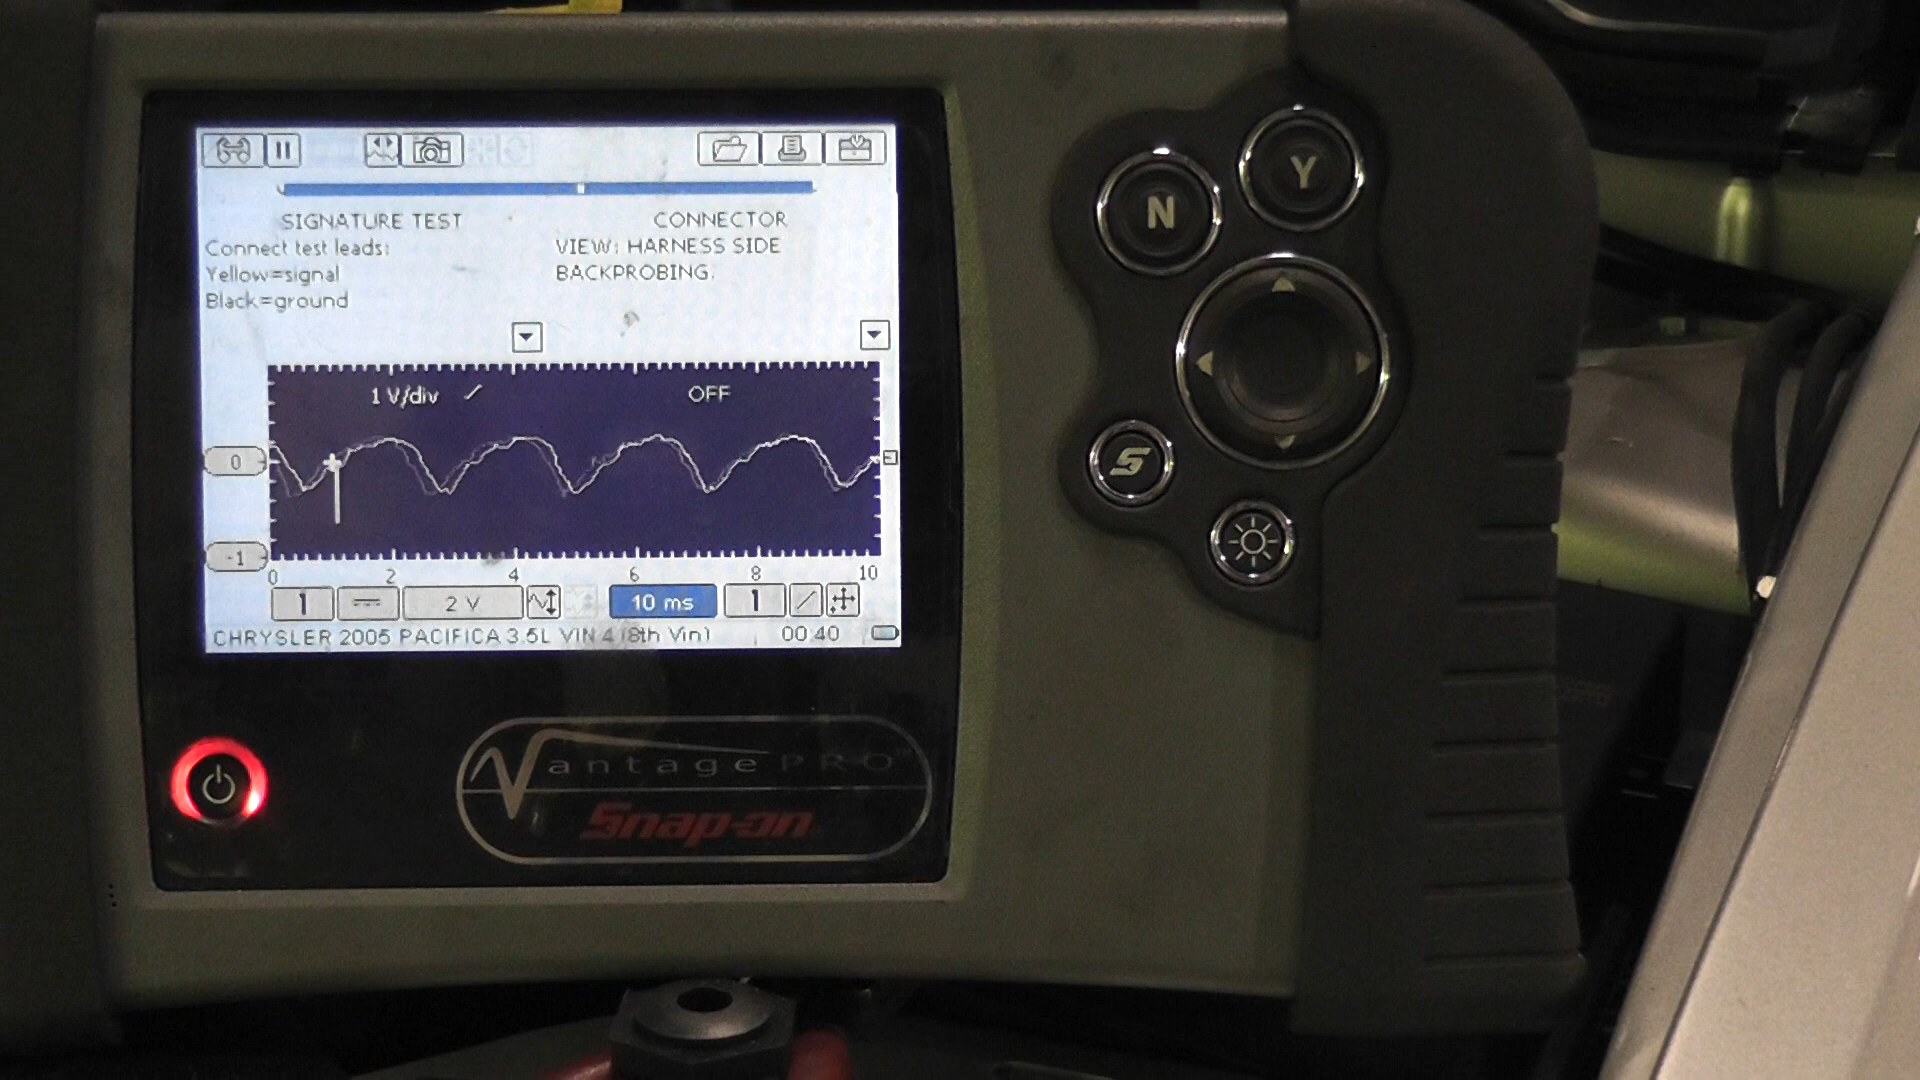 SIGNATURE TEST
Connect test leads:
Yellow=signal
Black=ground
CONNECTOR
VIEW: HARNESS SIDE
BACKPROBING.
1 V/div
OFF
0
-1
0 2 4 6 8 10
1 2 V 10 ms 1
CHRYSLER 2005 PACIFICA 3.5L VIN 4 (8th Vin) 00:40
N
Y
S
Vantage PRO™
Snap-on